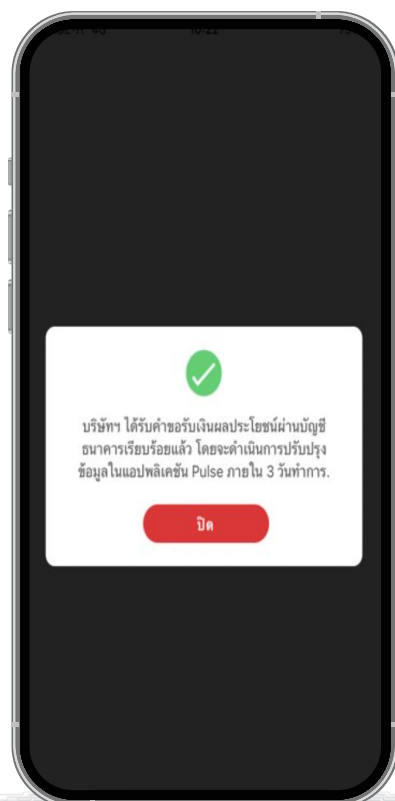 บริษัทฯ ได้รับคำขอรับเงินผลประโยชน์ผ่านบัญชี
ธนาคารเรียบร้อยแล้ว โดยจะดำเนินการปรับปรุง
ข้อมูลในแอปพลิเคชัน Pulse ภายใน 3 วันทำการ.
ปิด